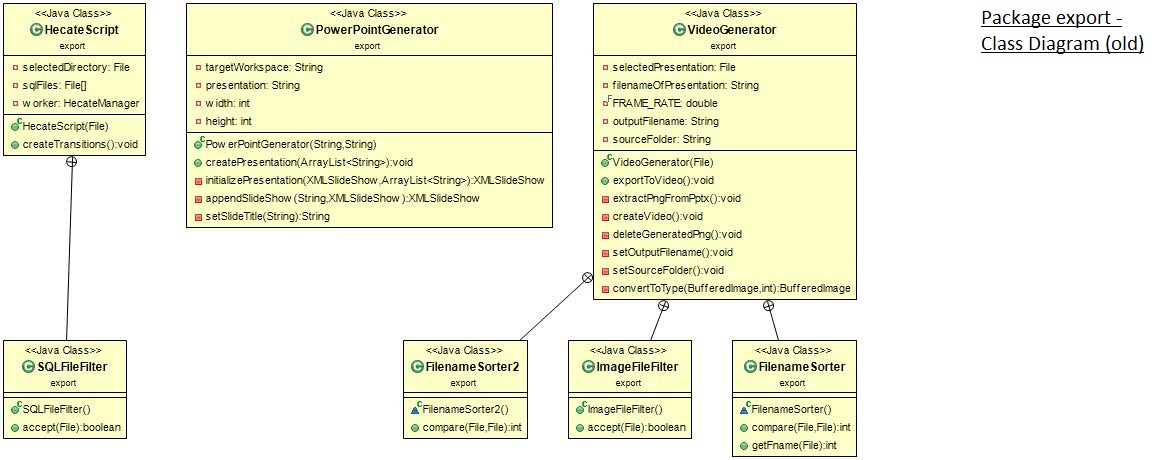 <<Java Class>>
HecateScript
export
selectedDirectory: File
sqlFiles: File[]
worker: HecateManager
HecateScript(File)
createTransitions():void
<<Java Class>>
PowerPointGenerator
export
targetWorkspace: String
presentation: String
width: int
height: int
PowerPointGenerator(String,String)
createPresentation(ArrayList<String>):void
initializePresentation(XMLSlideShow,ArrayList<String>):XMLSlideShow
appendSlideShow(String,XMLSlideShow):XMLSlideShow
setSlideTitle(String):String
<<Java Class>>
VideoGenerator
export
selectedPresentation: File
filenameOfPresentation: String
FRAME_RATE: double
outputFilename: String
sourceFolder: String
VideoGenerator(File)
exportToVideo():void
extractPngFromPptx():void
createVideo():void
deleteGeneratedPng():void
setOutputFilename():void
setSourceFolder():void
convertToType(BufferedImage,int):BufferedImage
Package export -
Class Diagram (old)
<<Java Class>>
SQLFileFilter
export
SQLFileFilter()
accept(File):boolean
<<Java Class>>
FilenameSorter2
export
FilenameSorter2()
compare(File,File):int
<<Java Class>>
ImageFileFilter
export
ImageFileFilter()
accept(File):boolean
<<Java Class>>
FilenameSorter
export
FilenameSorter()
compare(File,File):int
getFname(File):int